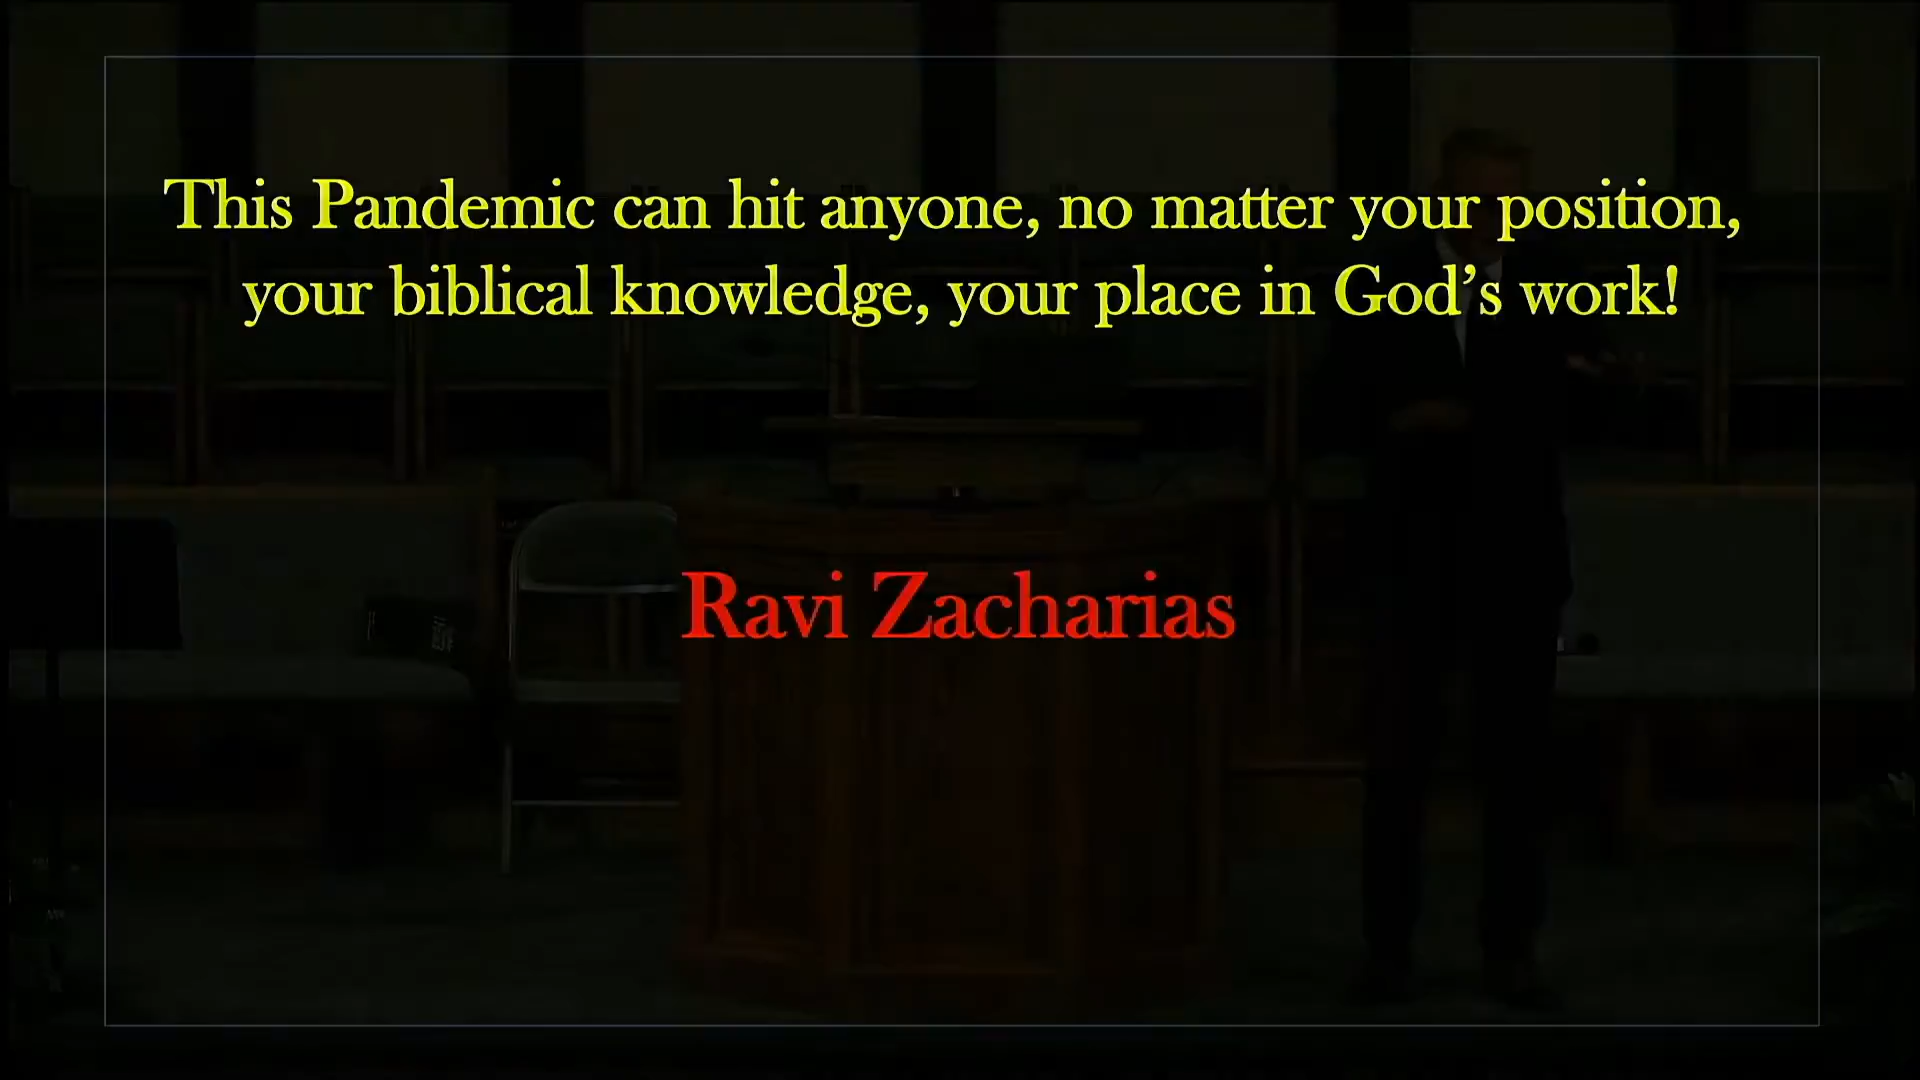 This Pandemic can hit anyone, no matter your position,
your biblical knowledge, your place in God’s work!
Ravi Zacharias